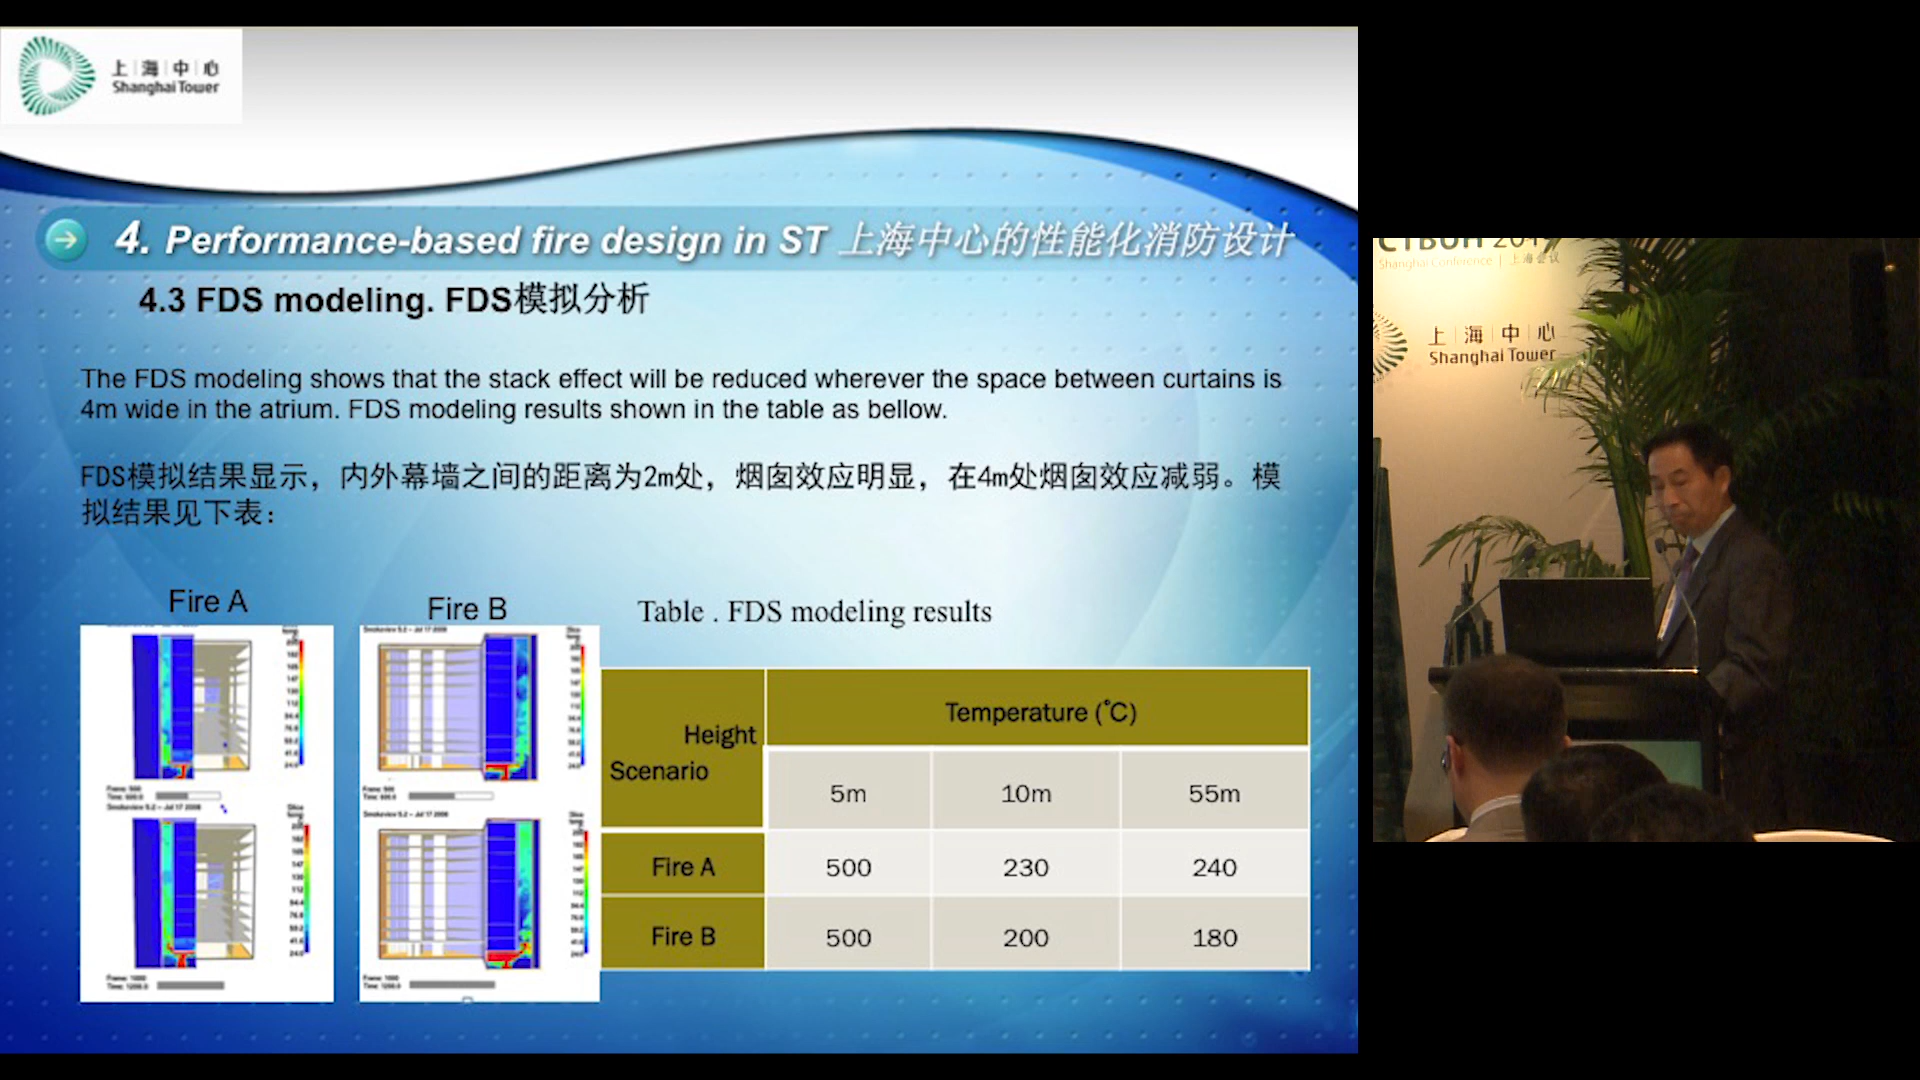 上海中心
Shanghai Tower
4. Performance-based fire design in ST 上海中心的性能化消防设计
4.3 FDS modeling. FDS模拟分析
The FDS modeling shows that the stack effect will be reduced wherever the space between curtains is
4m wide in the atrium. FDS modeling results shown in the table as bellow.
FDS模拟结果显示，内外幕墙之间的距离为2m处，烟囱效应明显，在4m处烟囱效应减弱。模
拟结果见下表：
Fire A
Fire B
Table . FDS modeling results
Height
Scenario
Temperature (˚C)
5m 10m 55m
Fire A 500 230 240
Fire B 500 200 180
Shanghai Conference | 上海会议
上海中心
Shanghai Tower